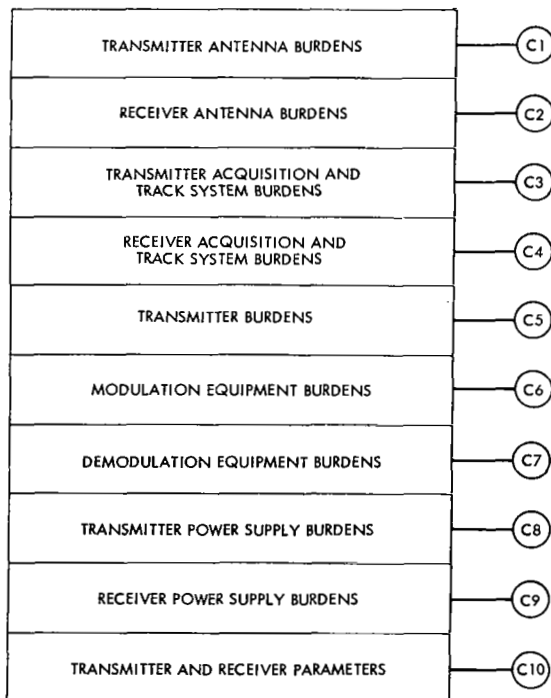 TRANSMITTER ANTENNA BURDENS
C1
RECEIVER ANTENNA BURDENS
C2
TRANSMITTER ACQUISITION AND
TRACK SYSTEM BURDENS
C3
RECEIVER ACQUISITION AND
TRACK SYSTEM BURDENS
C4
TRANSMITTER BURDENS
C5
MODULATION EQUIPMENT BURDENS
C6
DEMODULATION EQUIPMENT BURDENS
C7
TRANSMITTER POWER SUPPLY BURDENS
C8
RECEIVER POWER SUPPLY BURDENS
C9
TRANSMITTER AND RECEIVER PARAMETERS
C10